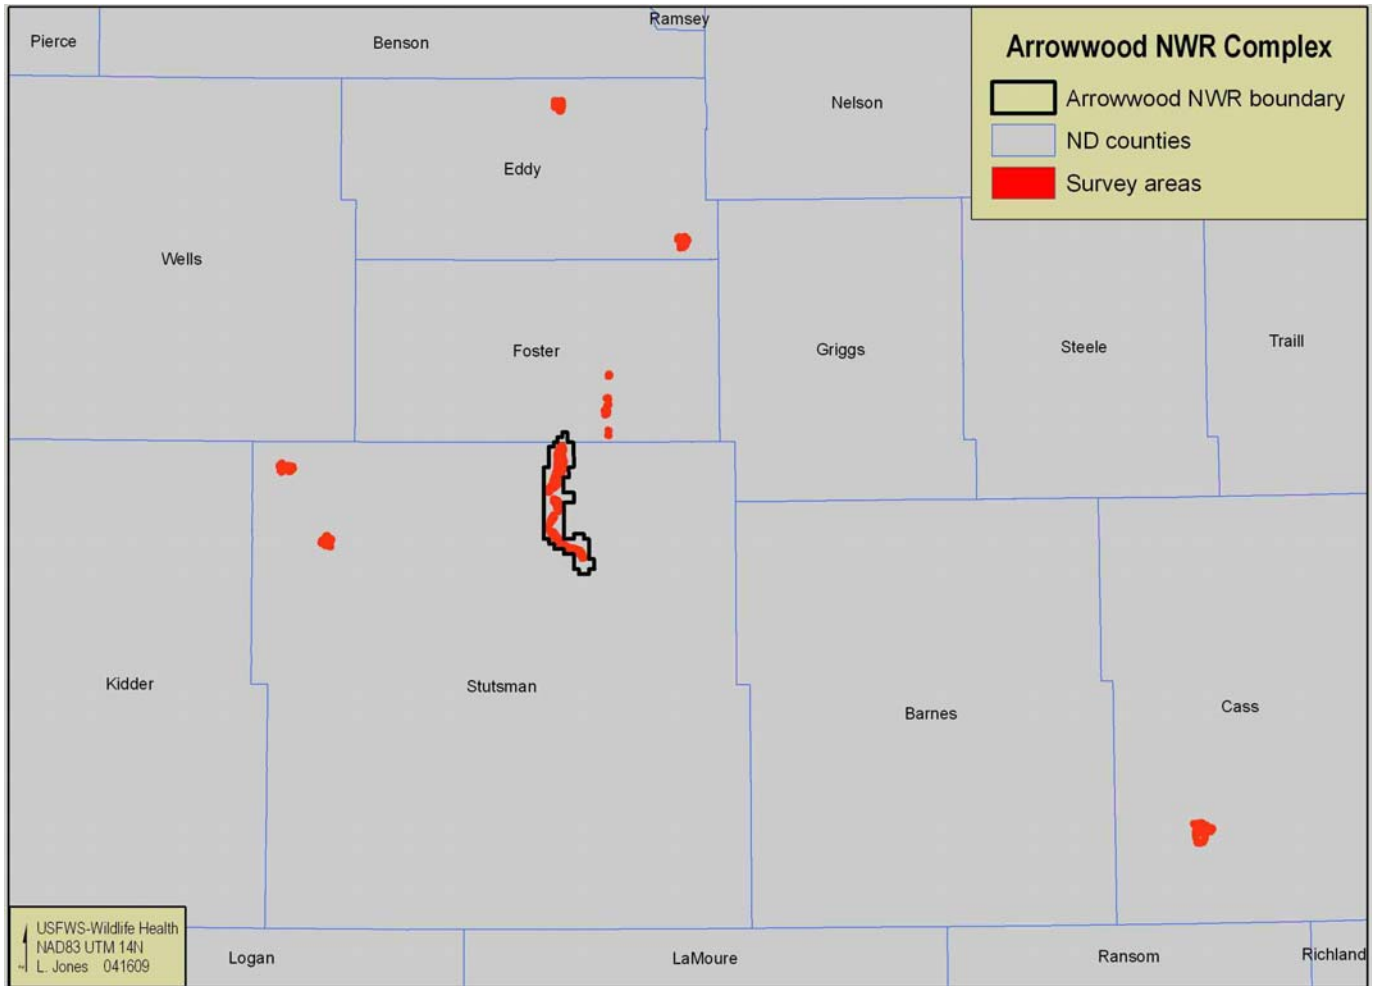 Ramsey
Pierce
Benson
Arrowwood NWR Complex
Arrowwood NWR boundary
ND counties
Survey areas
Nelson
Eddy
Wells
Foster
Griggs
Steele
Traill
Kidder
Stutsman
Barnes
Cass
USFWS-Wildlife Health
NAD83 UTM 14N
L. Jones 041609
Logan
LaMoure
Ransom
Richland